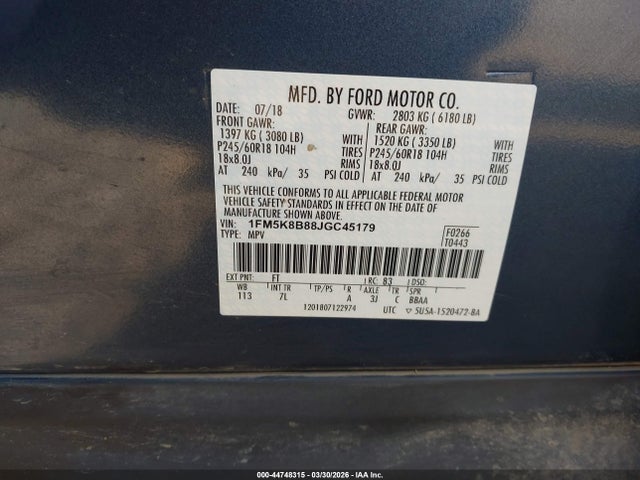 MFD. BY FORD MOTOR CO.
DATE: 07/18 GVWR: 2803 KG ( 6180 LB)
FRONT GAWR: REAR GAWR:
1397 KG ( 3080 LB) WITH 1520 KG ( 3350 LB) WITH
P245/60R18 104H TIRES P245/60R18 104H TIRES
18x8.0J RIMS 18x8.0J RIMS
AT 240 kPa/ 35 PSI COLD AT 240 kPa/ 35 PSI COLD
THIS VEHICLE CONFORMS TO ALL APPLICABLE FEDERAL MOTOR
VEHICLE SAFETY STANDARDS IN EFFECT ON THE DATE OF
MANUFACTURE SHOWN ABOVE.
VIN: 1FM5K8B88JGC45179 F0266
TYPE: MPV T0443
EXT PNT: FT RC: 83 DSO:
WB INT TR TP/PS R AXLE TR SPR
113 7L A 3J C BBAA
1201807122974 UTC 5U5A-1520472-BA
000-44748315 - 03/30/2026 - IAA Inc.